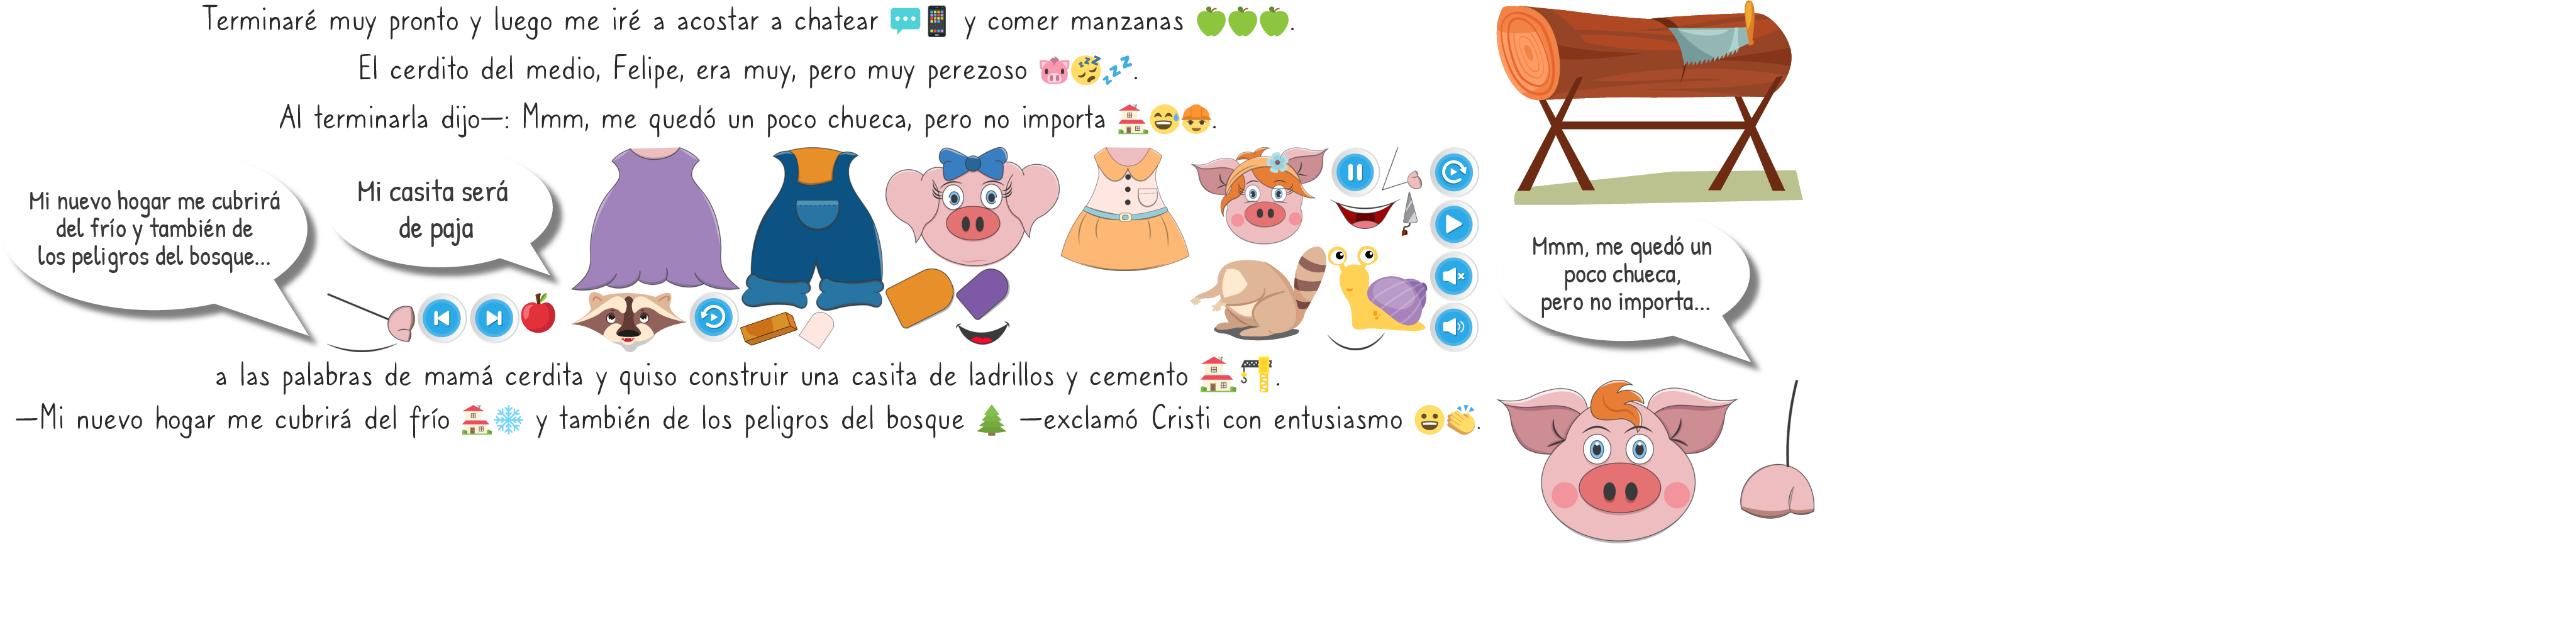 Terminaré muy pronto y luego me iré a acostar a chatear 💬📱 y comer manzanas 🍏🍏🍏.
El cerdito del medio, Felipe, era muy, pero muy perezoso 🐷😴💤.
Al terminarla dijo—: Mmm, me quedó un poco chueca, pero no importa 🏠😅👷.
Mi nuevo hogar me cubrirá
del frío y también de
los peligros del bosque...
Mi casita será
de paja
Mmm, me quedó un
poco chueca,
pero no importa...
a las palabras de mamá cerdita y quiso construir una casita de ladrillos y cemento 🏠🏗.
—Mi nuevo hogar me cubrirá del frío 🏠❄ y también de los peligros del bosque 🌲 —exclamó Cristi con entusiasmo 😀👏.